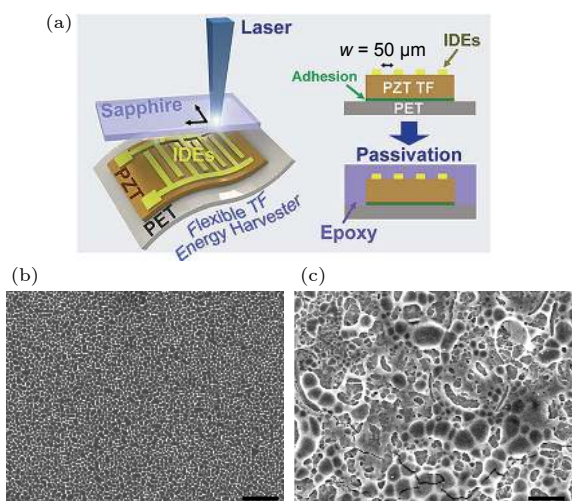 (a)
Laser
Sapphire
IDEs
PZT
PET
Flexible TF
Energy Harvester
w = 50 µm
IDEs
Adhesion
PZT TF
PET
Passivation
Epoxy
(b)
(c)